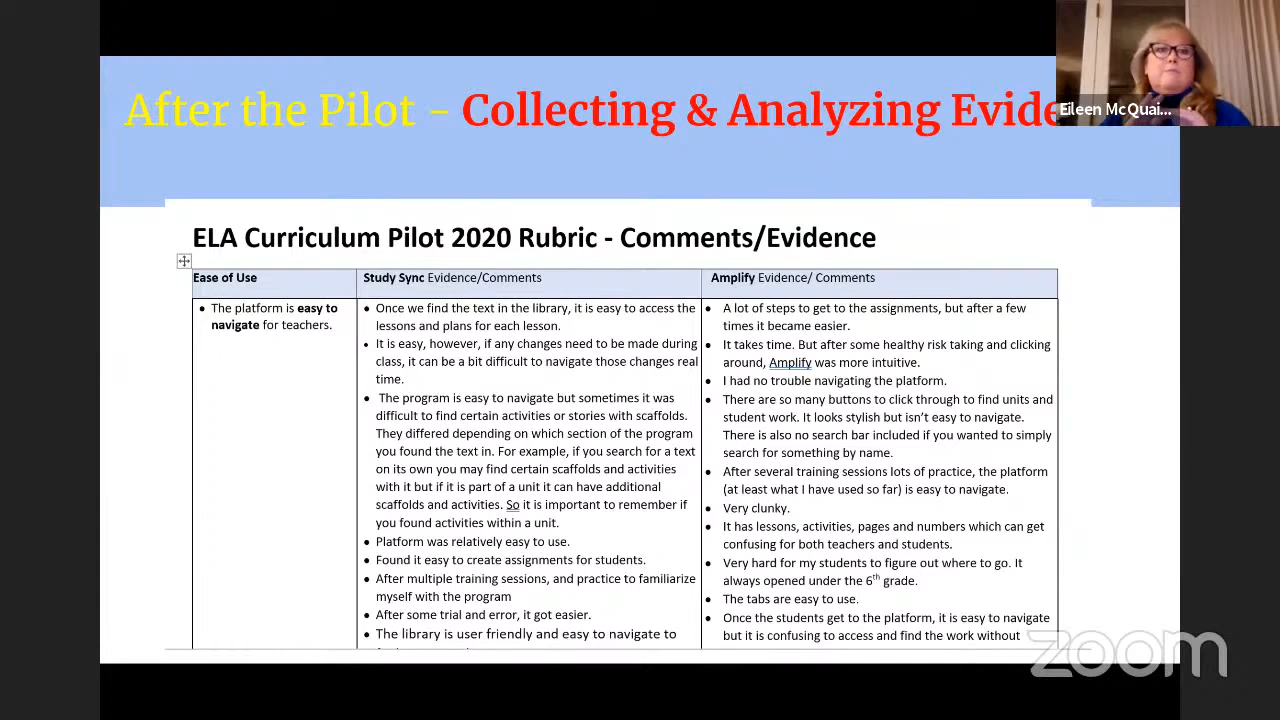 After the Pilot - Collecting & Analyzing Evide
Eileen McQuai...
ELA Curriculum Pilot 2020 Rubric - Comments/Evidence
Ease of Use
Study Sync Evidence/Comments
Amplify Evidence/ Comments
• The platform is easy to
navigate for teachers.
• Once we find the text in the library, it is easy to access the
lessons and plans for each lesson.
• It is easy, however, if any changes need to be made during
class, it can be a bit difficult to navigate those changes real
time.
• The program is easy to navigate but sometimes it was
difficult to find certain activities or stories with scaffolds.
They differed depending on which section of the program
you found the text in. For example, if you search for a text
on its own you may find certain scaffolds and activities
with it but if it is part of a unit it can have additional
scaffolds and activities. So it is important to remember if
you found activities within a unit.
• Platform was relatively easy to use.
• Found it easy to create assignments for students.
• After multiple training sessions, and practice to familiarize
myself with the program
• After some trial and error, it got easier.
• The library is user friendly and easy to navigate to
• A lot of steps to get to the assignments, but after a few
times it became easier.
• It takes time. But after some healthy risk taking and clicking
around, Amplify was more intuitive.
• I had no trouble navigating the platform.
• There are so many buttons to click through to find units and
student work. It looks stylish but isn't easy to navigate.
There is also no search bar included if you wanted to simply
search for something by name.
• After several training sessions lots of practice, the platform
(at least what I have used so far) is easy to navigate.
• Very clunky.
• It has lessons, activities, pages and numbers which can get
confusing for both teachers and students.
• Very hard for my students to figure out where to go. It
always opened under the 6th grade.
• The tabs are easy to use.
• Once the students get to the platform, it is easy to navigate
but it is confusing to access and find the work without
zoom